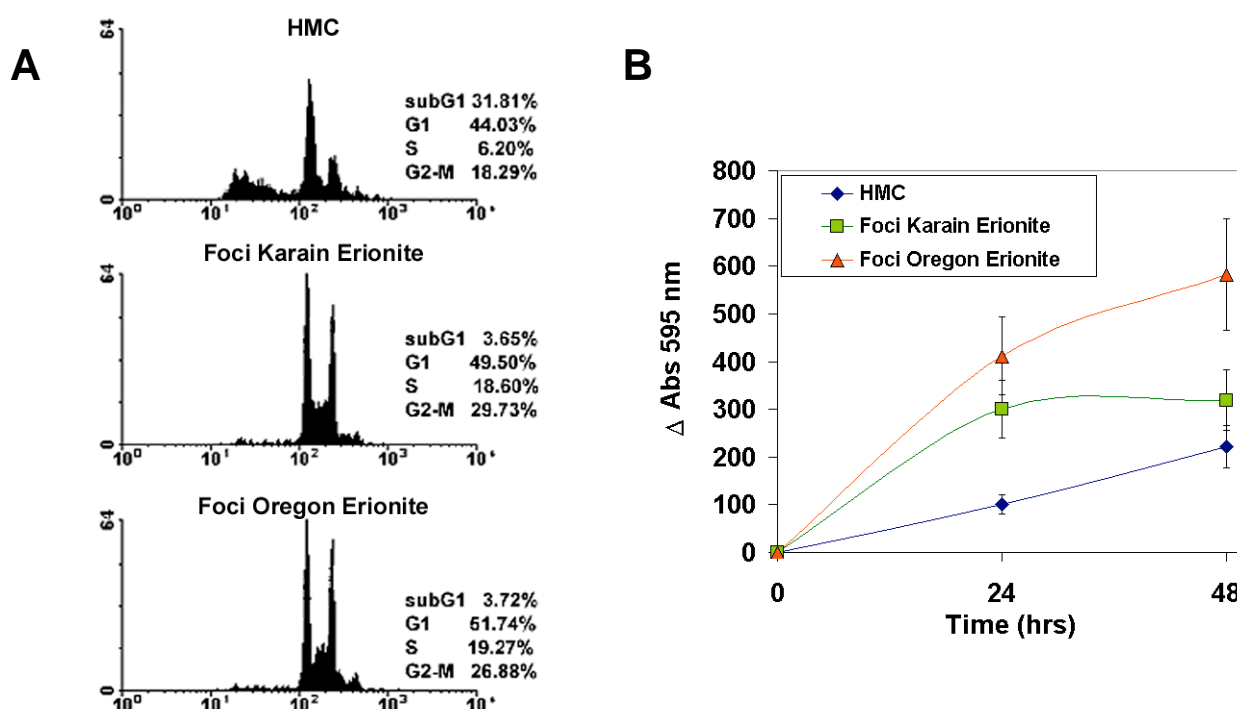 A
HMC
64
0
subG1 31.81%
G1 44.03%
S 6.20%
G2-M 18.29%
10⁰ 10¹ 10² 10³
Foci Karain Erionite
64
0
subG1 3.65%
G1 49.50%
S 18.60%
G2-M 29.73%
10⁰ 10¹ 10² 10³
Foci Oregon Erionite
64
0
subG1 3.72%
G1 51.74%
S 19.27%
G2-M 26.88%
10⁰ 10¹ 10² 10³
B
HMC
Foci Karain Erionite
Foci Oregon Erionite
Δ Abs 595 nm
800
700
600
500
400
300
200
100
0
0 24 48
Time (hrs)